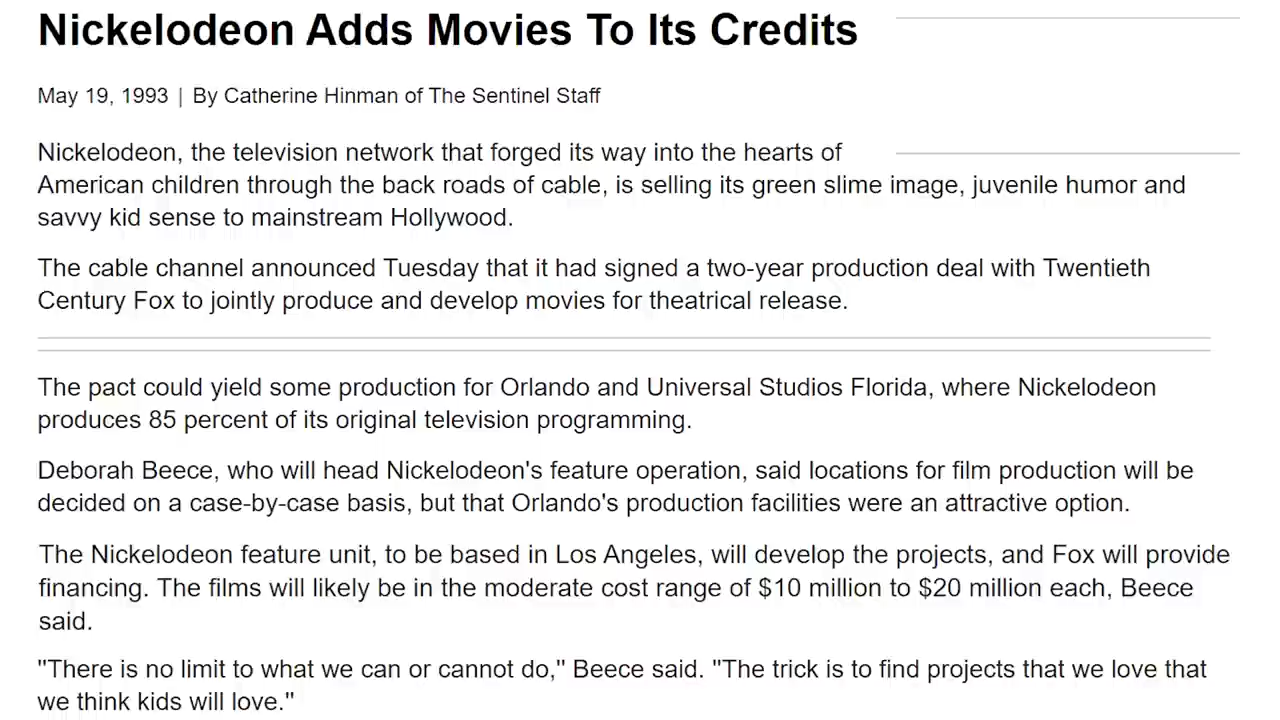 Nickelodeon Adds Movies To Its Credits
May 19, 1993 | By Catherine Hinman of The Sentinel Staff
Nickelodeon, the television network that forged its way into the hearts of
American children through the back roads of cable, is selling its green slime image, juvenile humor and
savvy kid sense to mainstream Hollywood.
The cable channel announced Tuesday that it had signed a two-year production deal with Twentieth
Century Fox to jointly produce and develop movies for theatrical release.
The pact could yield some production for Orlando and Universal Studios Florida, where Nickelodeon
produces 85 percent of its original television programming.
Deborah Beece, who will head Nickelodeon's feature operation, said locations for film production will be
decided on a case-by-case basis, but that Orlando's production facilities were an attractive option.
The Nickelodeon feature unit, to be based in Los Angeles, will develop the projects, and Fox will provide
financing. The films will likely be in the moderate cost range of $10 million to $20 million each, Beece
said.
"There is no limit to what we can or cannot do," Beece said. "The trick is to find projects that we love that
we think kids will love."